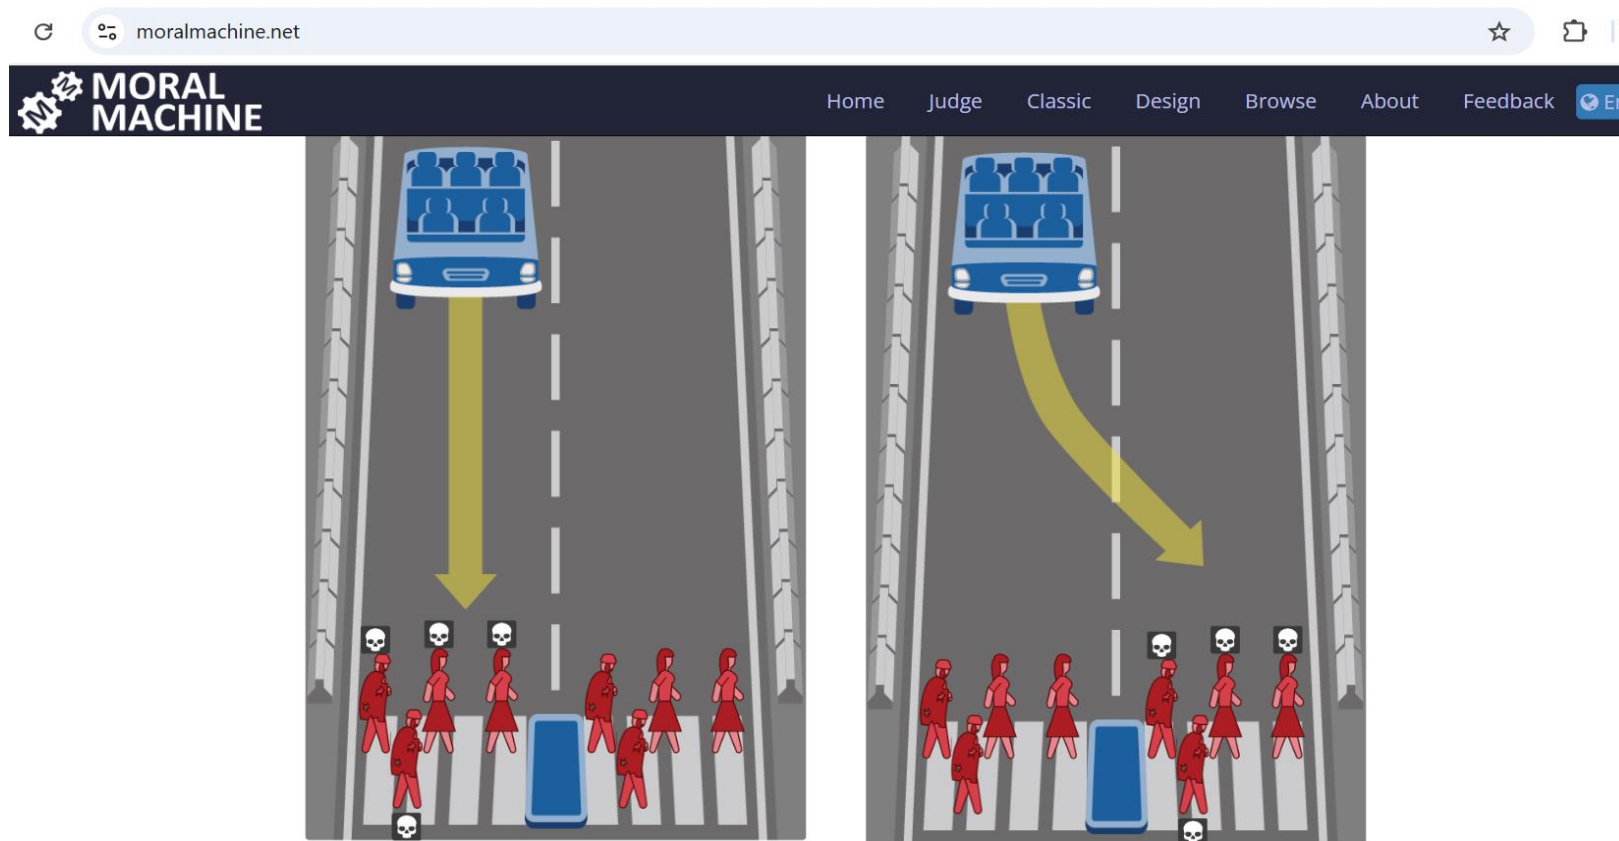 moralmachine.net
MORAL
MACHINE
Home Judge Classic Design Browse About Feedback